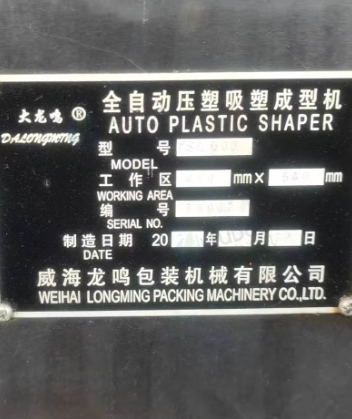 大龙鸣®
DALONGMING
全自动压塑吸塑成型机
AUTO PLASTIC SHAPER
型 号
MODEL
工 作 区 mm× mm
WORKING AREA
编 号
SERIAL NO.
制造日期 20 年 月 日
DATE
威海龙鸣包装机械有限公司
WEIHAI LONGMING PACKING MACHINERY CO.,LTD.